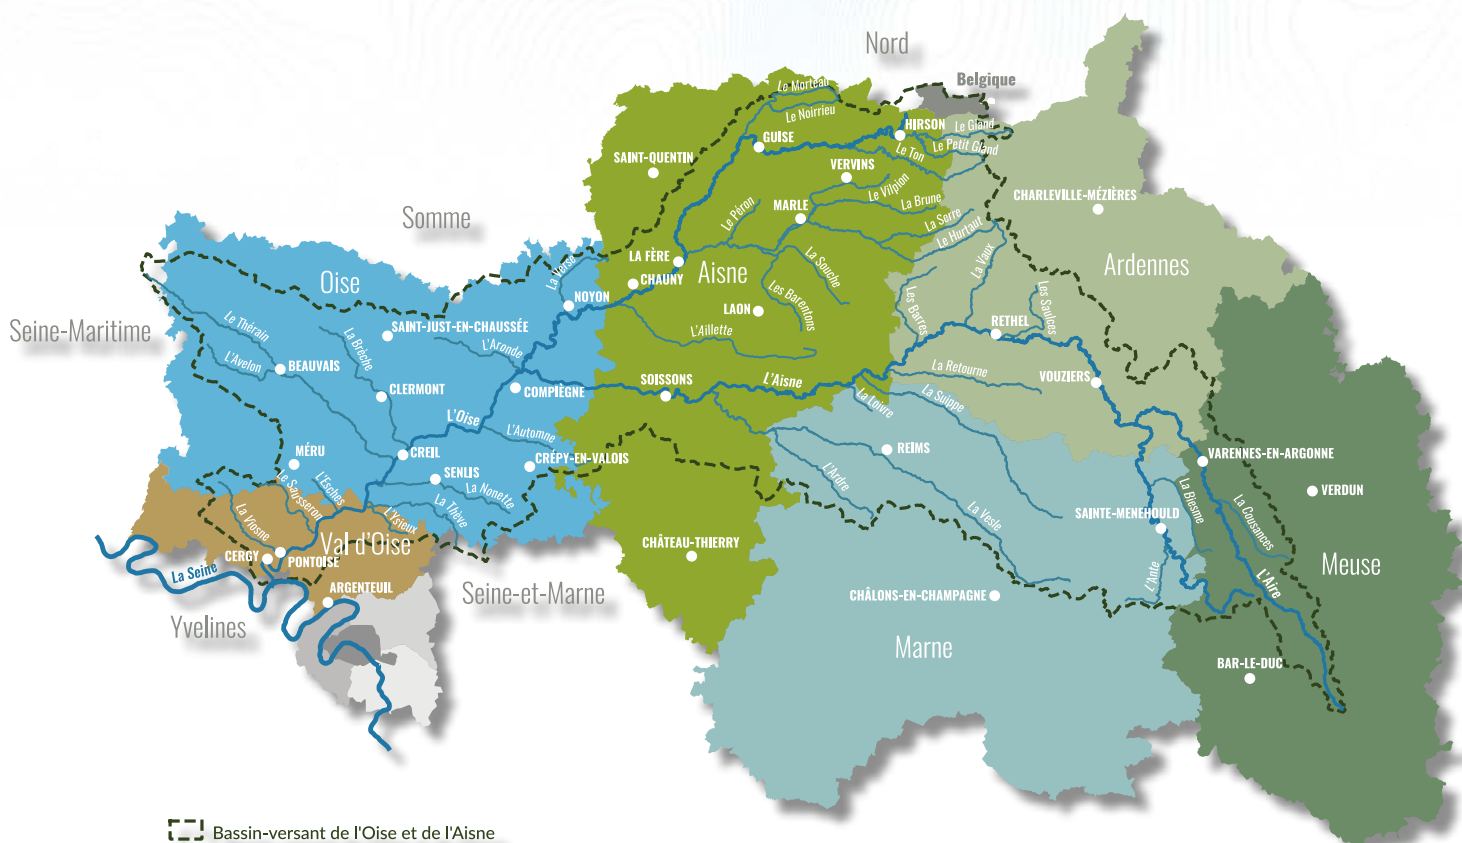 Nord
Belgique
Le Morteau
Le Noirrieu
HIRSON
Le Gland
GUISE
Le Petit Gland
Le Ton
SAINT-QUENTIN
VERVINS
Le Vilpion
CHARLEVILLE-MÉZIÈRES
La Brune
MARLE
Le Péron
Somme
La Serre
Le Hurtaut
La Vaux
LA FÈRE
Aisne
La Souche
Ardennes
La Verse
CHAUNY
Oise
NOYON
LAON
Les Barentons
Les Barres
Les Saulces
Seine-Maritime
Le Thérain
SAINT-JUST-EN-CHAUSSÉE
L'Aronde
L'Aillette
RETHEL
La Brèche
L'Avelon
BEAUVAIS
La Retourne
VOUZIERS
CLERMONT
COMPIÈGNE
SOISSONS
L'Aisne
La Loivre
La Suippe
L'Oise
L'Automne
MÉRU
CREIL
SENLIS
CRÉPY-EN-VALOIS
REIMS
VARENNES-EN-ARGONNE
VERDUN
L'Esches
Le Sausseron
La Nonette
La Thève
L'Ysieux
L'Ardre
La Vesle
La Viosne
SAINTE-MENEHOULD
La Biesme
La Cousances
Val d'Oise
CHÂTEAU-THIERRY
CERGY
PONTOISE
La Seine
ARGENTEUIL
Seine-et-Marne
Yvelines
CHÂLONS-EN-CHAMPAGNE
L'Ante
L'Aire
Meuse
Marne
BAR-LE-DUC
Bassin-versant de l'Oise et de l'Aisne